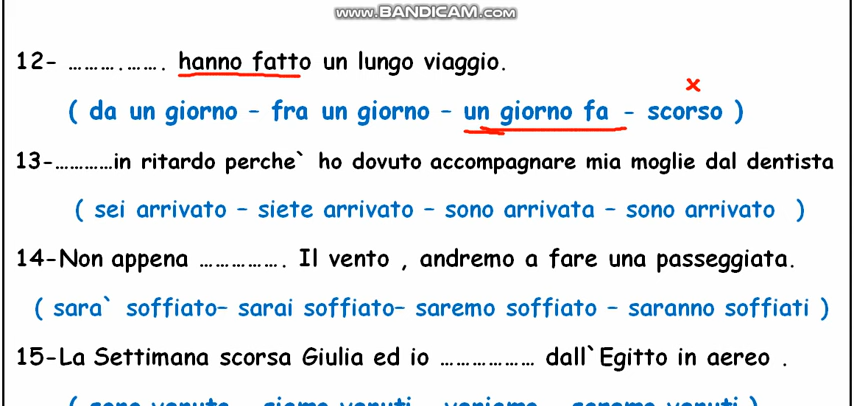 www.BANDICAM.com
12- ……….……. hanno fatto un lungo viaggio.
x
( da un giorno – fra un giorno – un giorno fa – scorso )
13-…………in ritardo perche` ho dovuto accompagnare mia moglie dal dentista
( sei arrivato – siete arrivato – sono arrivata – sono arrivato )
14-Non appena ……………. Il vento , andremo a fare una passeggiata.
( sara` soffiato– sarai soffiato– saremo soffiato – saranno soffiati )
15-La Settimana scorsa Giulia ed io ……………… dall`Egitto in aereo .